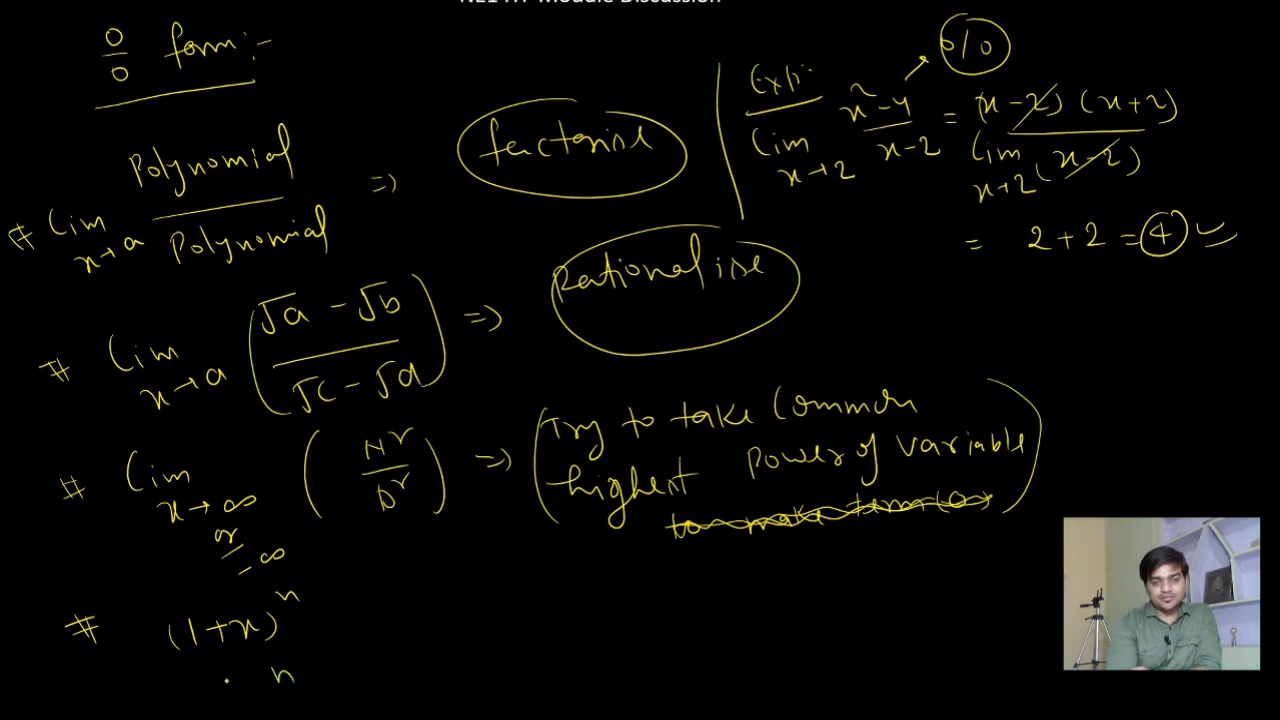 0/0 form:-
# Lim x→a Polynomial / Polynomial => factorise
# Lim x→a (√a - √b / √c - √d) => Rationalise
# Lim x→∞ or -∞ (Nr / Dr) => (Try to take common
highest power of variable)
# (1+x)^n
n
Exp:
Lim x→2 x²-4 / x-2 = (x-2)(x+2) / Lim x→2 (x-2)
0/0
= 2+2 = 4